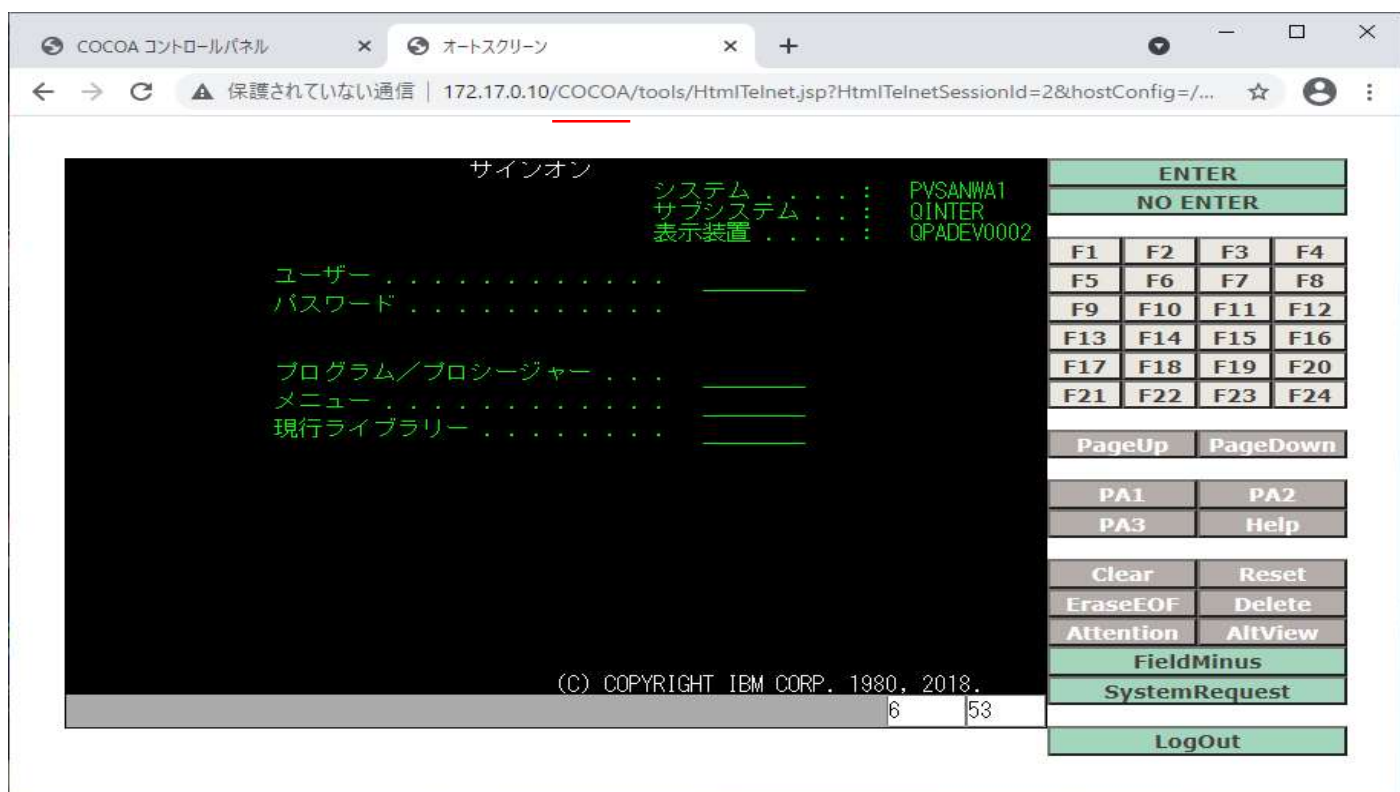 COCOA コントロールパネル × オートスクリーン × +
保護されていない通信 | 172.17.0.10/COCOA/tools/HtmlTelnet.jsp?HtmlTelnetSessionId=2&hostConfig=/...
サインオン
システム . . . . : PVSANWA1
サブシステム . . : QINTER
表示装置 . . . . : QPADEV0002
ユーザー . . . . . . . . . . . . .
パスワード . . . . . . . . . . . .
プログラム/プロシージャー . . .
メニュー . . . . . . . . . . . . .
現行ライブラリー . . . . . . . . .
(C) COPYRIGHT IBM CORP. 1980, 2018.
6 53
ENTER
NO ENTER
F1 F2 F3 F4
F5 F6 F7 F8
F9 F10 F11 F12
F13 F14 F15 F16
F17 F18 F19 F20
F21 F22 F23 F24
PageUp PageDown
PA1 PA2
PA3 Help
Clear Reset
EraseEOF Delete
Attention AltView
FieldMinus
SystemRequest
LogOut